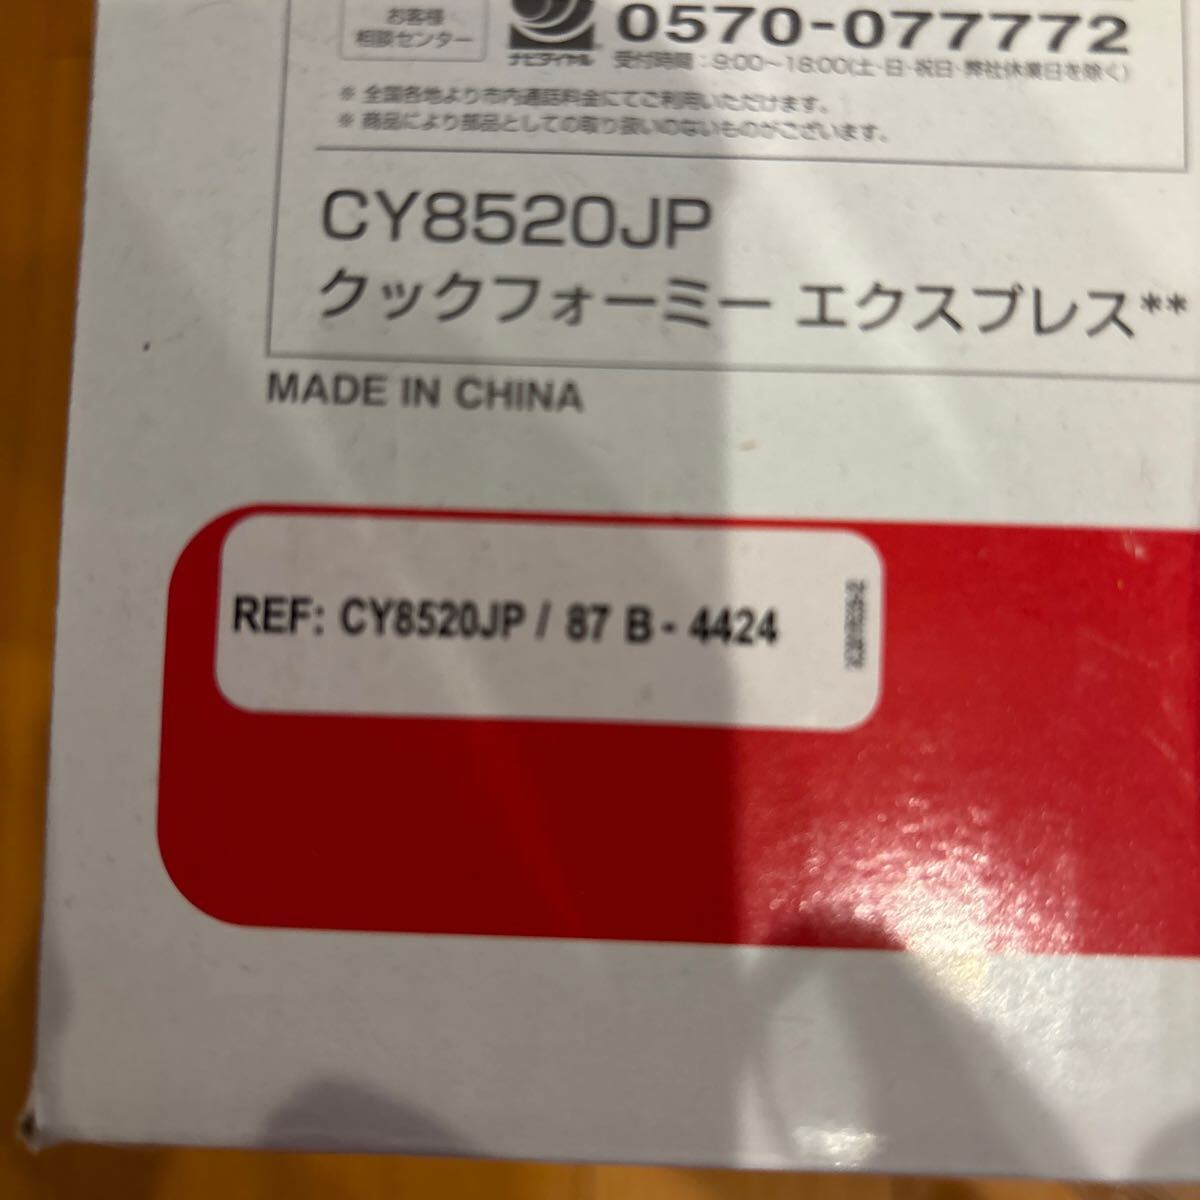 お客様
相談センター
ナビダイヤル
0570-077772
受付時間:9:00~18:00(土・日・祝日・弊社休業日を除く)
※ 全国各地より市内通話料金にてご利用いただけます。
※ 商品により部品としての取り扱いのないものがございます。
CY8520JP
クックフォーミー エクスプレス**
MADE IN CHINA
REF: CY8520JP / 87 B - 4424